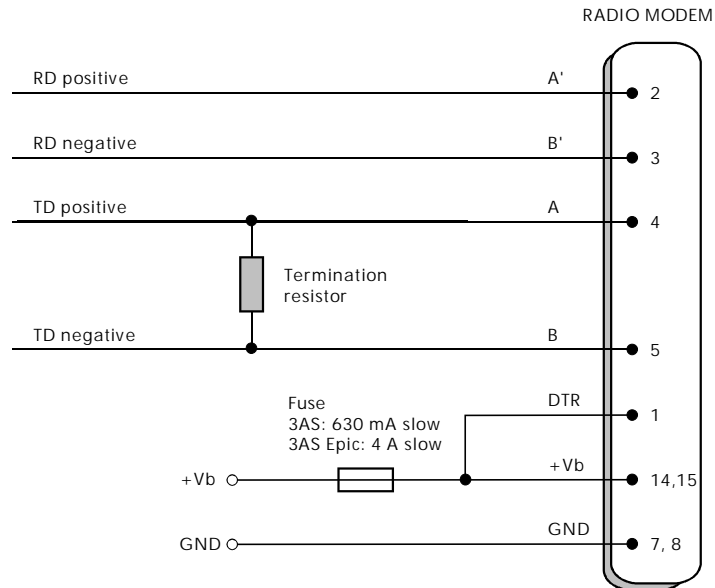 RADIO MODEM
RD positive A' 2
RD negative B' 3
TD positive A 4
Termination
resistor
TD negative B 5
Fuse
3AS: 630 mA slow
3AS Epic: 4 A slow
DTR 1
+Vb +Vb 14,15
GND GND 7, 8